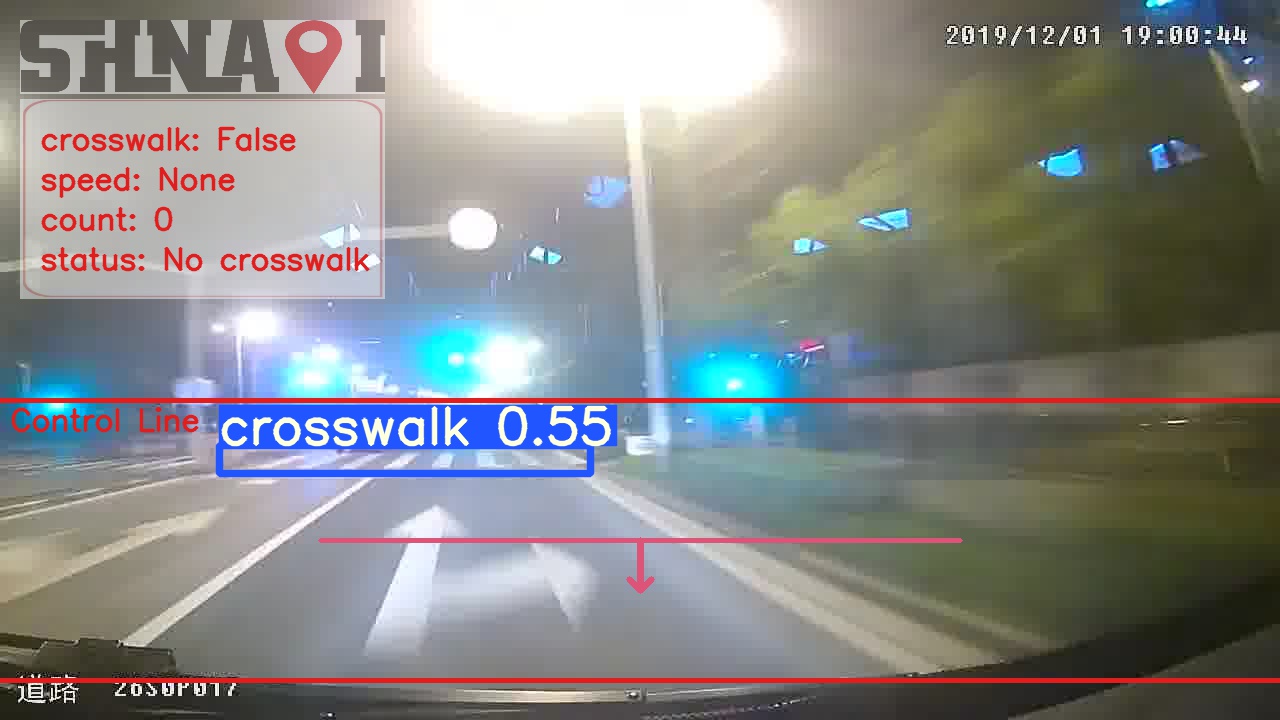 SHNAVI
2019/12/01 19:00:44
crosswalk: False
speed: None
count: 0
status: No crosswalk
Control Line
crosswalk 0.55
道路